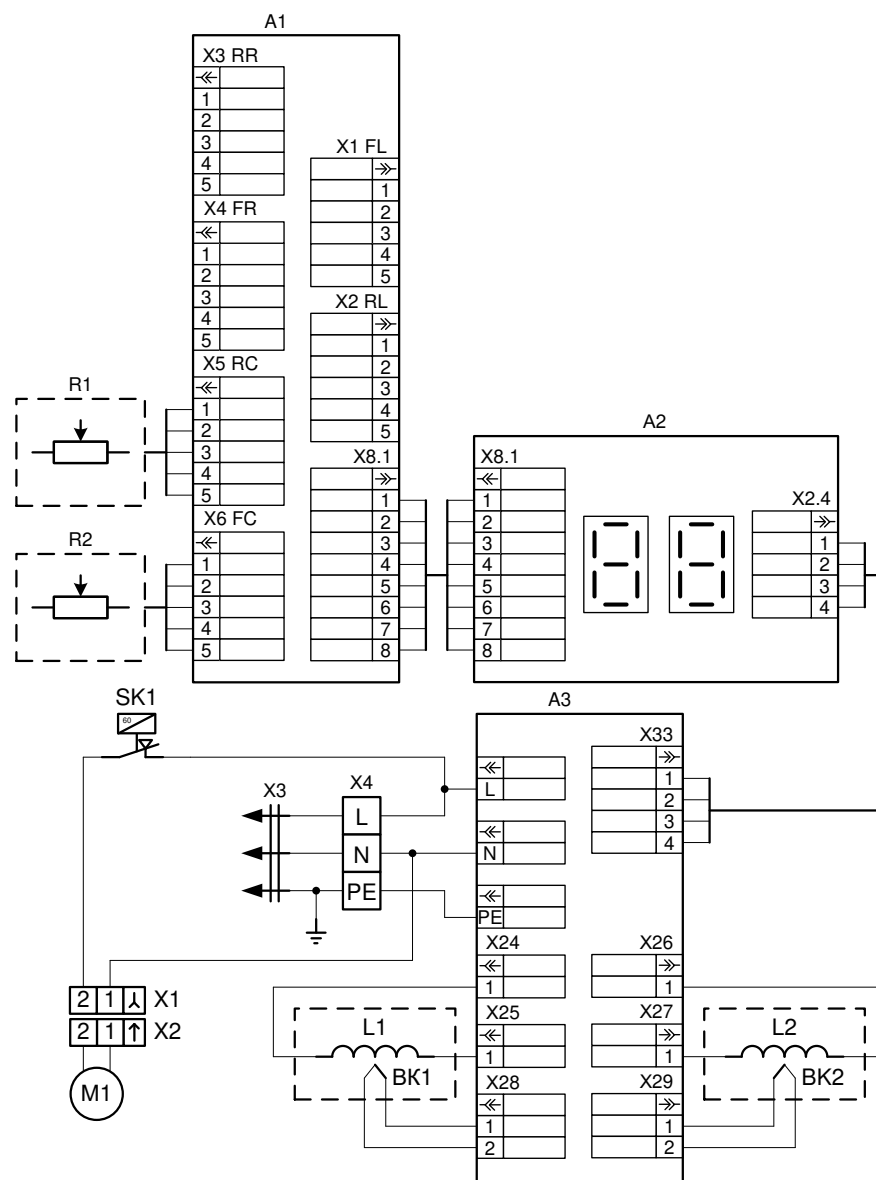 A1
X3 RR
1
2
3
4
5
X4 FR
1
2
3
4
5
X5 RC
1
2
3
4
5
X6 FC
1
2
3
4
5
X1 FL
1
2
3
4
5
X2 RL
1
2
3
4
5
X8.1
1
2
3
4
5
6
7
8
R1
R2
A2
X8.1
1
2
3
4
5
6
7
8
X2.4
1
2
3
4
SK1
60
X3
X4
L
N
PE
A3
L
N
PE
X24
1
X25
1
X28
1
2
X33
1
2
3
4
X26
1
X27
1
X29
1
2
L1
BK1
L2
BK2
2 1 X1
2 1 X2
M1